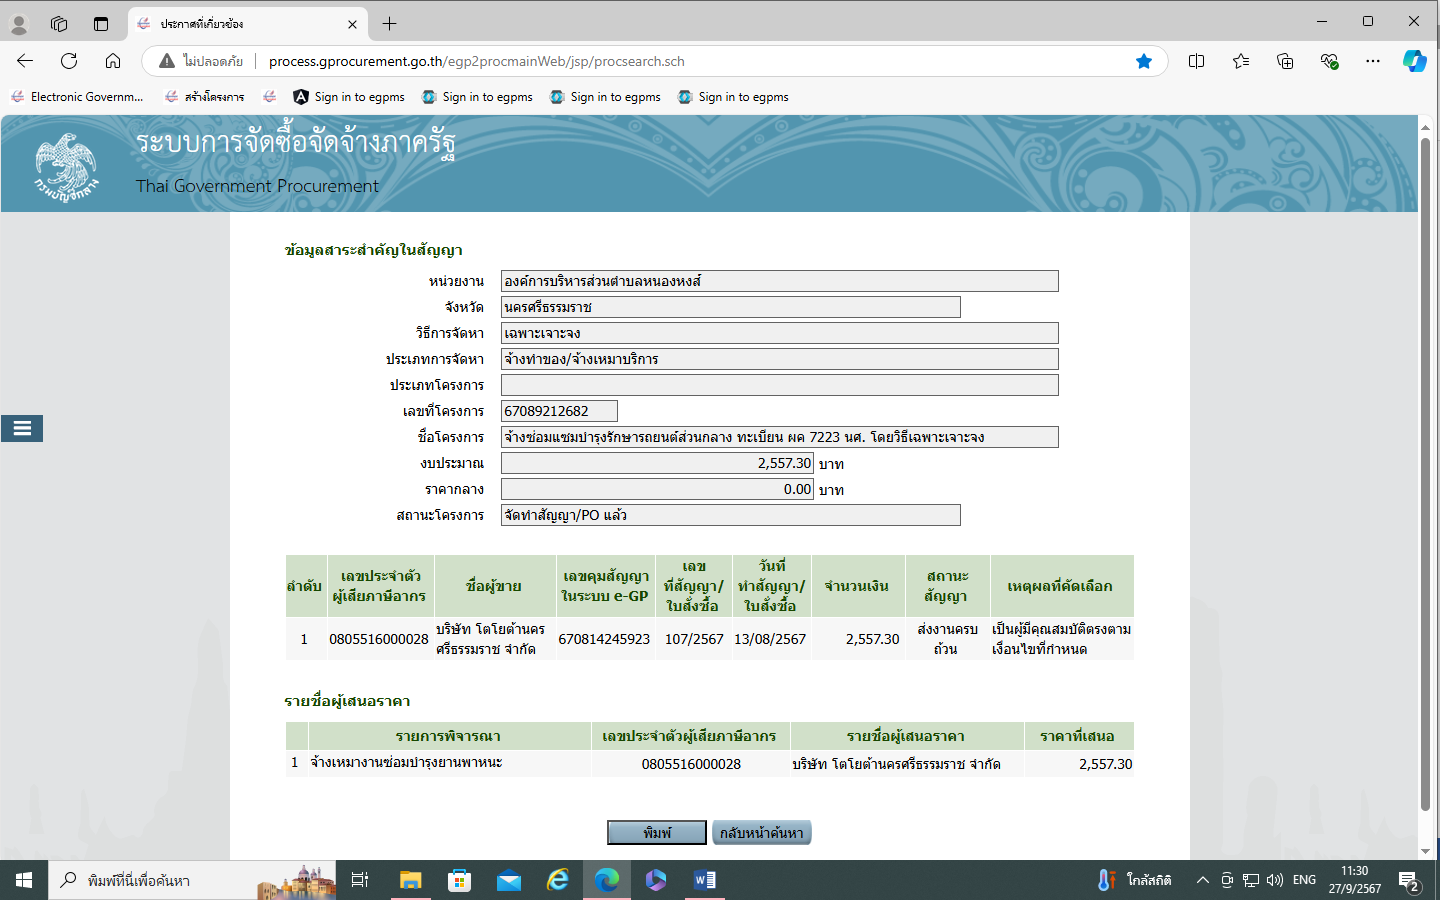 ประกาศที่เกี่ยวข้อง
ไม่ปลอดภัย process.gprocurement.go.th/egp2procmainWeb/jsp/procsearch.sch
Electronic Governm... สร้างโครงการ Sign in to egpms Sign in to egpms Sign in to egpms Sign in to egpms
ระบบการจัดซื้อจัดจ้างภาครัฐ
Thai Government Procurement
กรมบัญชีกลาง
ข้อมูลสาระสำคัญในสัญญา
หน่วยงาน องค์การบริหารส่วนตำบลหนองหงส์
จังหวัด นครศรีธรรมราช
วิธีการจัดหา เฉพาะเจาะจง
ประเภทการจัดหา จ้างทำของ/จ้างเหมาบริการ
ประเภทโครงการ
เลขที่โครงการ 67089212682
ชื่อโครงการ จ้างซ่อมแซมบำรุงรักษารถยนต์ส่วนกลาง ทะเบียน ผค 7223 นศ. โดยวิธีเฉพาะเจาะจง
งบประมาณ 2,557.30 บาท
ราคากลาง 0.00 บาท
สถานะโครงการ จัดทำสัญญา/PO แล้ว
ลำดับ เลขประจำตัวผู้เสียภาษีอากร ชื่อผู้ขาย เลขคุมสัญญาในระบบ e-GP เลขที่สัญญา/ใบสั่งซื้อ วันที่ทำสัญญา/ใบสั่งซื้อ จำนวนเงิน สถานะสัญญา เหตุผลที่คัดเลือก
1 0805516000028 บริษัท โตโยต้านครศรีธรรมราช จำกัด 670814245923 107/2567 13/08/2567 2,557.30 ส่งงานครบถ้วน เป็นผู้มีคุณสมบัติตรงตามเงื่อนไขที่กำหนด
รายชื่อผู้เสนอราคา
รายการพิจารณา เลขประจำตัวผู้เสียภาษีอากร รายชื่อผู้เสนอราคา ราคาที่เสนอ
1 จ้างเหมางานซ่อมบำรุงยานพาหนะ 0805516000028 บริษัท โตโยต้านครศรีธรรมราช จำกัด 2,557.30
พิมพ์ กลับหน้าค้นหา
พิมพ์ที่นี่เพื่อค้นหา ใกล้สถิติ ENG 11:30
27/9/2567 2